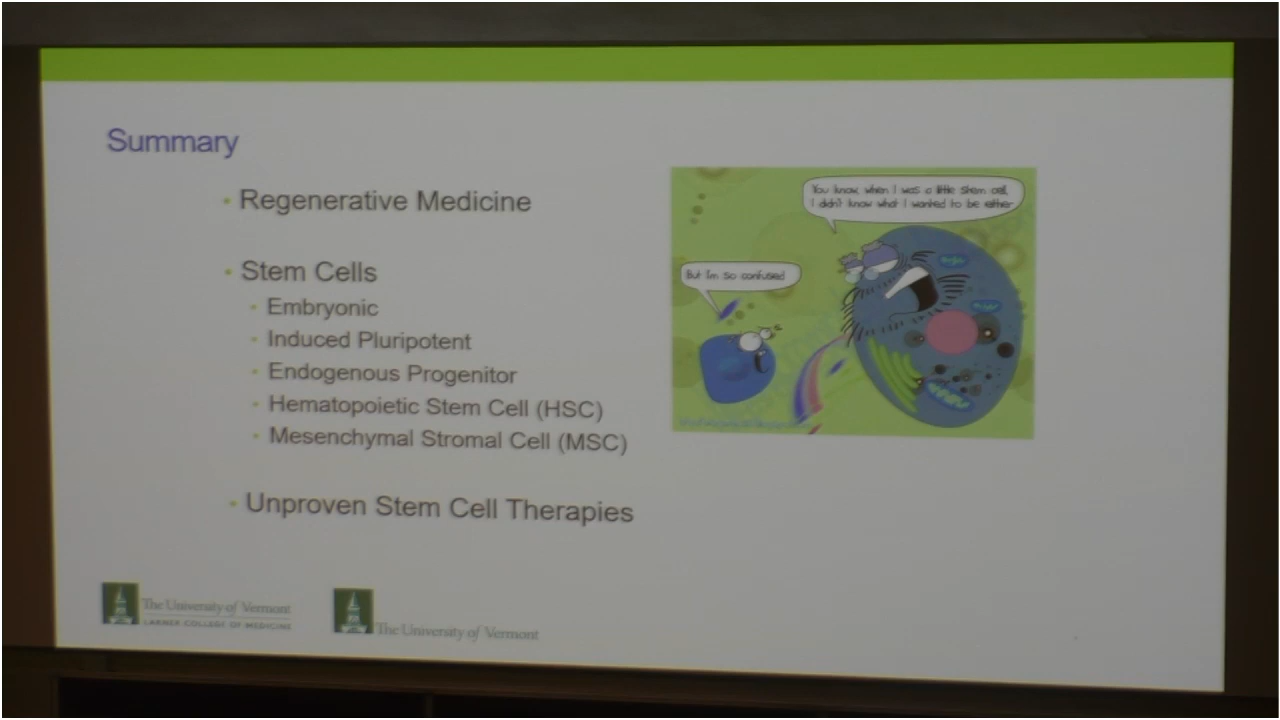 Summary
• Regenerative Medicine
• Stem Cells
• Embryonic
• Induced Pluripotent
• Endogenous Progenitor
• Hematopoietic Stem Cell (HSC)
• Mesenchymal Stromal Cell (MSC)
• Unproven Stem Cell Therapies
You know, when I was a little stem cell,
I didn't know what I wanted to be either
But I'm so confused
The University of Vermont
LARNER COLLEGE OF MEDICINE
The University of Vermont